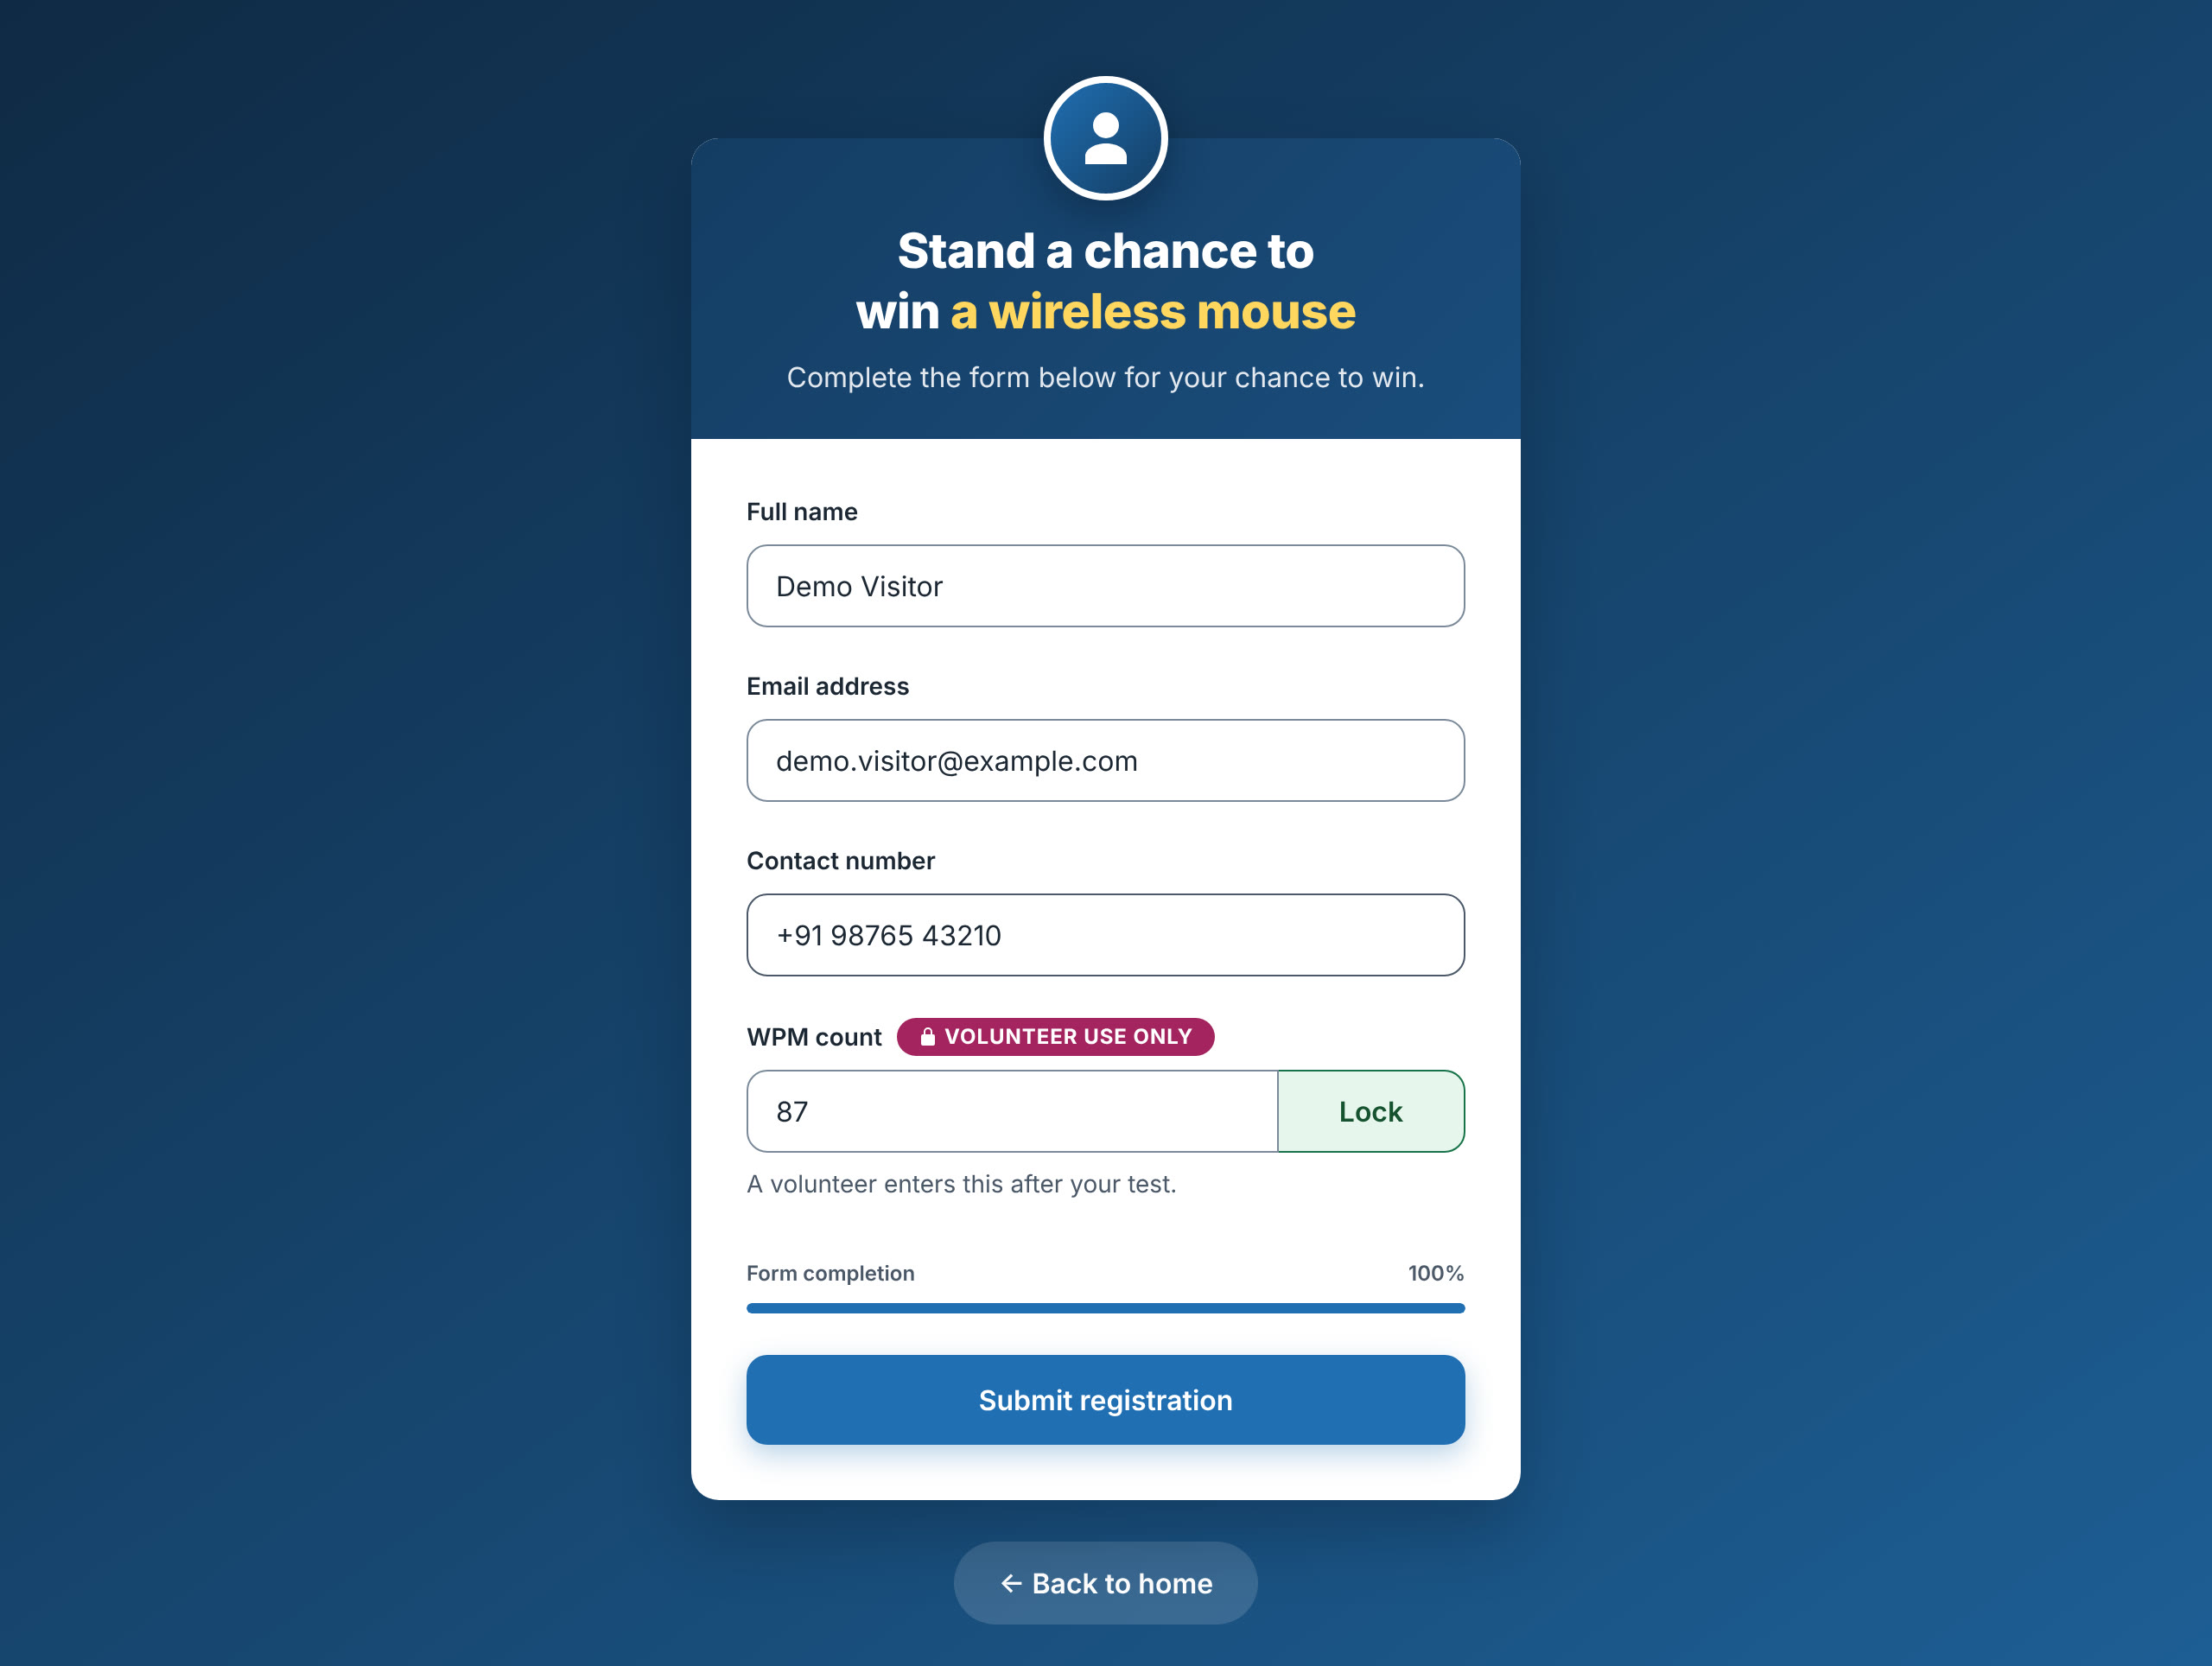 Stand a chance to
win a wireless mouse
Complete the form below for your chance to win.
Full name
Demo Visitor
Email address
demo.visitor@example.com
Contact number
+91 98765 43210
WPM count VOLUNTEER USE ONLY
87 Lock
A volunteer enters this after your test.
Form completion 100%
Submit registration
← Back to home